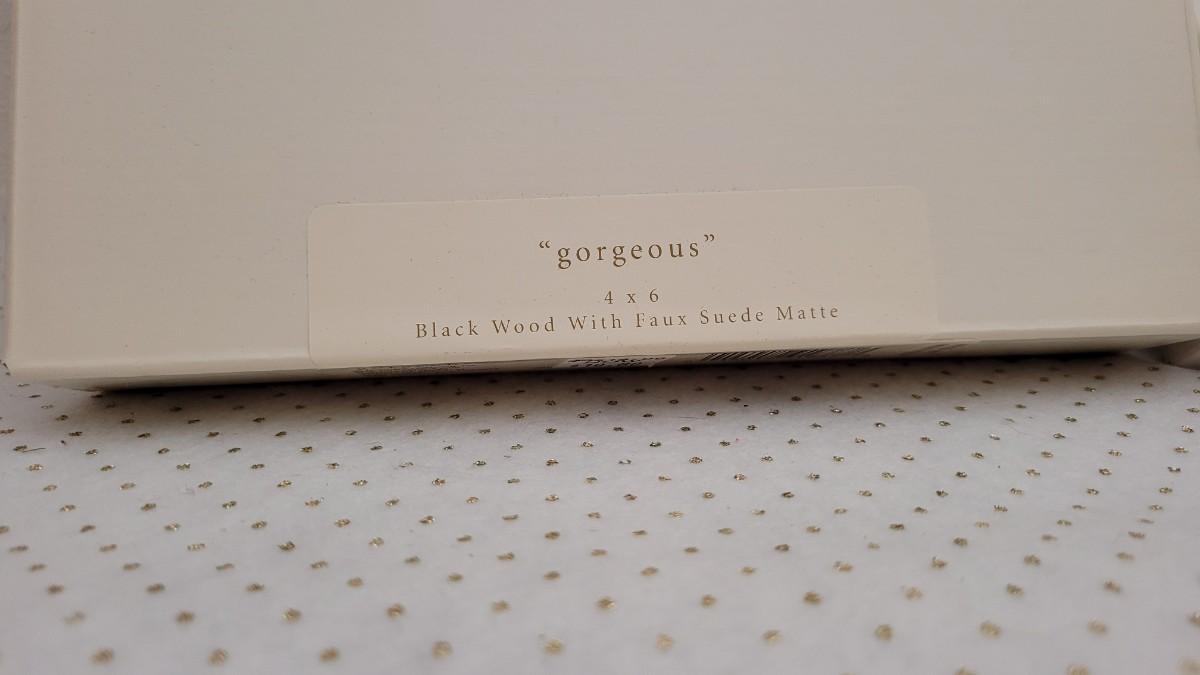 “gorgeous”
4 x 6
Black Wood With Faux Suede Matte